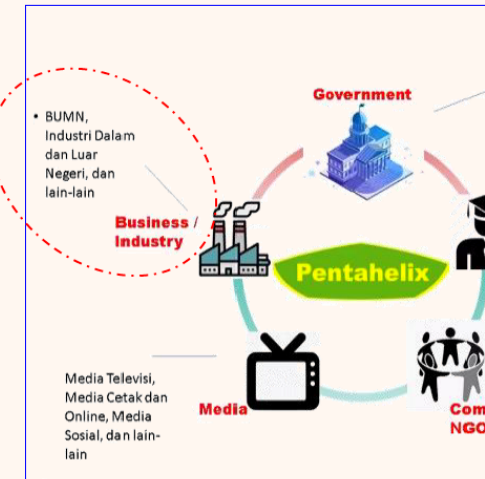 Government
• BUMN,
Industri Dalam
dan Luar
Negeri, dan
lain-lain
Business /
Industry
Pentahelix
Media Televisi,
Media Cetak dan
Online, Media
Sosial, dan lain-
lain
Media
NGO